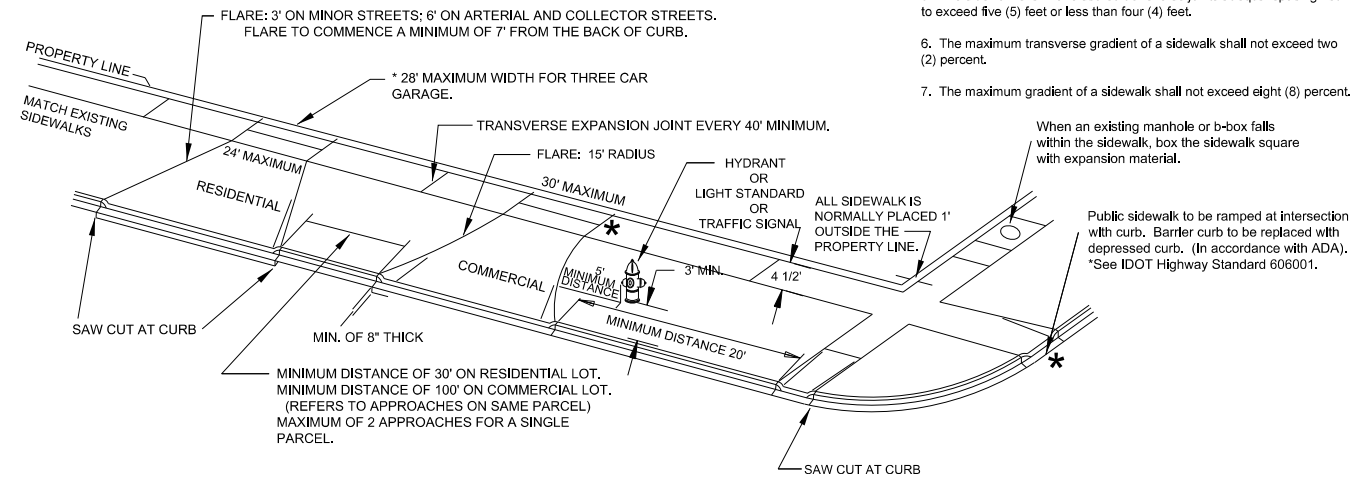 FLARE: 3' ON MINOR STREETS; 6' ON ARTERIAL AND COLLECTOR STREETS.
FLARE TO COMMENCE A MINIMUM OF 7' FROM THE BACK OF CURB.
to exceed five (5) feet or less than four (4) feet.
6. The maximum transverse gradient of a sidewalk shall not exceed two
(2) percent.
7. The maximum gradient of a sidewalk shall not exceed eight (8) percent.
PROPERTY LINE
* 28' MAXIMUM WIDTH FOR THREE CAR
GARAGE.
MATCH EXISTING
SIDEWALKS
TRANSVERSE EXPANSION JOINT EVERY 40' MINIMUM.
When an existing manhole or b-box falls
within the sidewalk, box the sidewalk square
with expansion material.
24' MAXIMUM
RESIDENTIAL
FLARE: 15' RADIUS
30' MAXIMUM
*
HYDRANT
OR
LIGHT STANDARD
OR
TRAFFIC SIGNAL
ALL SIDEWALK IS
NORMALLY PLACED 1'
OUTSIDE THE
PROPERTY LINE.
Public sidewalk to be ramped at intersection
with curb. Barrier curb to be replaced with
depressed curb. (In accordance with ADA).
*See IDOT Highway Standard 606001.
COMMERCIAL
5'
MINIMUM
DISTANCE
3' MIN.
4 1/2'
MINIMUM DISTANCE 20'
*
SAW CUT AT CURB
MIN. OF 8" THICK
MINIMUM DISTANCE OF 30' ON RESIDENTIAL LOT.
MINIMUM DISTANCE OF 100' ON COMMERCIAL LOT.
(REFERS TO APPROACHES ON SAME PARCEL)
MAXIMUM OF 2 APPROACHES FOR A SINGLE
PARCEL.
SAW CUT AT CURB